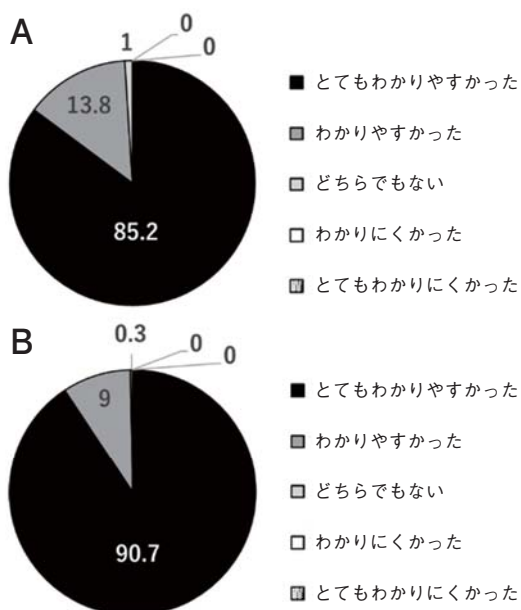 A
0
1
0
13.8
85.2
とてもわかりやすかった
わかりやすかった
どちらでもない
わかりにくかった
とてもわかりにくかった
B
0.3
0
0
9
90.7
とてもわかりやすかった
わかりやすかった
どちらでもない
わかりにくかった
とてもわかりにくかった